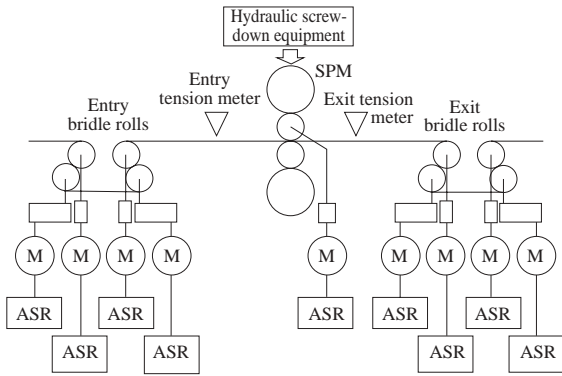 Hydraulic screw-
down equipment
SPM
Entry
tension meter
Exit tension
meter
Entry
bridle rolls
Exit
bridle rolls
M M M M M M M M M
ASR ASR ASR ASR ASR
ASR ASR ASR ASR